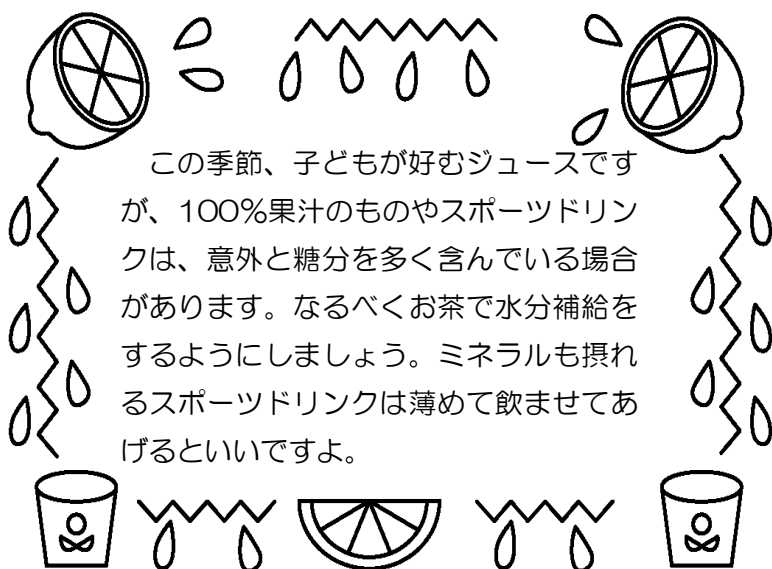 この季節、子どもが好むジュースです
が、100％果汁のものやスポーツドリン
クは、意外と糖分を多く含んでいる場合
があります。なるべくお茶で水分補給を
するようにしましょう。ミネラルも摂れ
るスポーツドリンクは薄めて飲ませてあ
げるといいですよ。